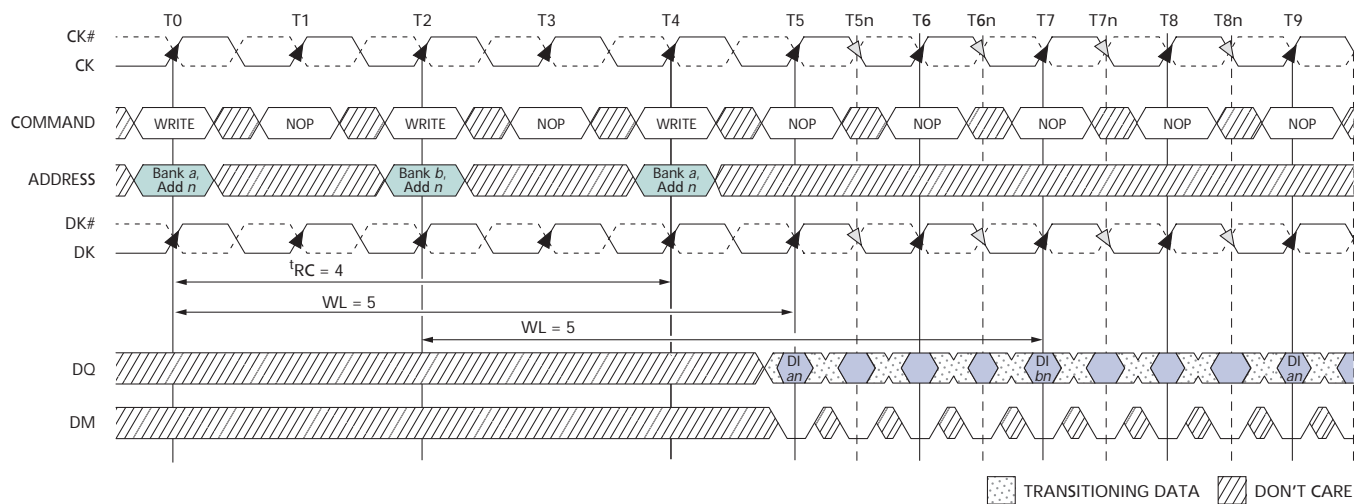 T0 T1 T2 T3 T4 T5 T5n T6 T6n T7 T7n T8 T8n T9
CK#
CK
COMMAND WRITE NOP WRITE NOP WRITE NOP NOP NOP NOP NOP
ADDRESS Bank a, Add n Bank b, Add n Bank a, Add n
DK#
DK
tRC = 4
WL = 5
WL = 5
DQ DI an DI bn DI an
DM
TRANSITIONING DATA DON'T CARE